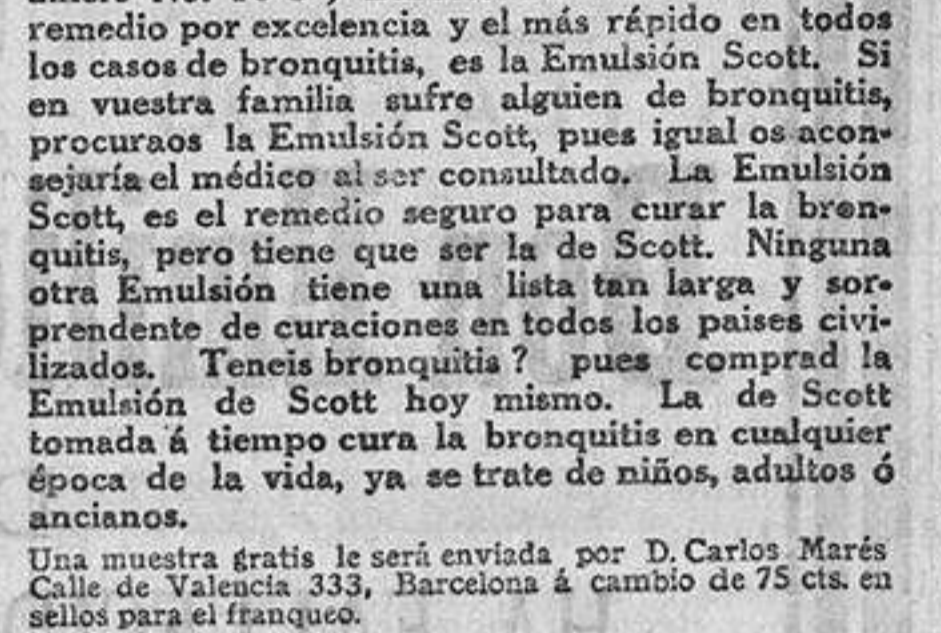 remedio por excelencia y el más rápido en todos
los casos de bronquitis, es la Emulsión Scott. Si
en vuestra familia sufre alguien de bronquitis,
procuraos la Emulsión Scott, pues igual os acon-
sejaría el médico al ser consultado. La Emulsión
Scott, es el remedio seguro para curar la bron-
quitis, pero tiene que ser la de Scott. Ninguna
otra Emulsión tiene una lista tan larga y sor-
prendente de curaciones en todos los paises civi-
lizados. Teneis bronquitis ? pues comprad la
Emulsión de Scott hoy mismo. La de Scott
tomada á tiempo cura la bronquitis en cualquier
época de la vida, ya se trate de niños, adultos ó
ancianos.
Una muestra gratis le será enviada por D. Carlos Marés
Calle de Valencia 333, Barcelona á cambio de 75 cts. en
sellos para el franqueo.